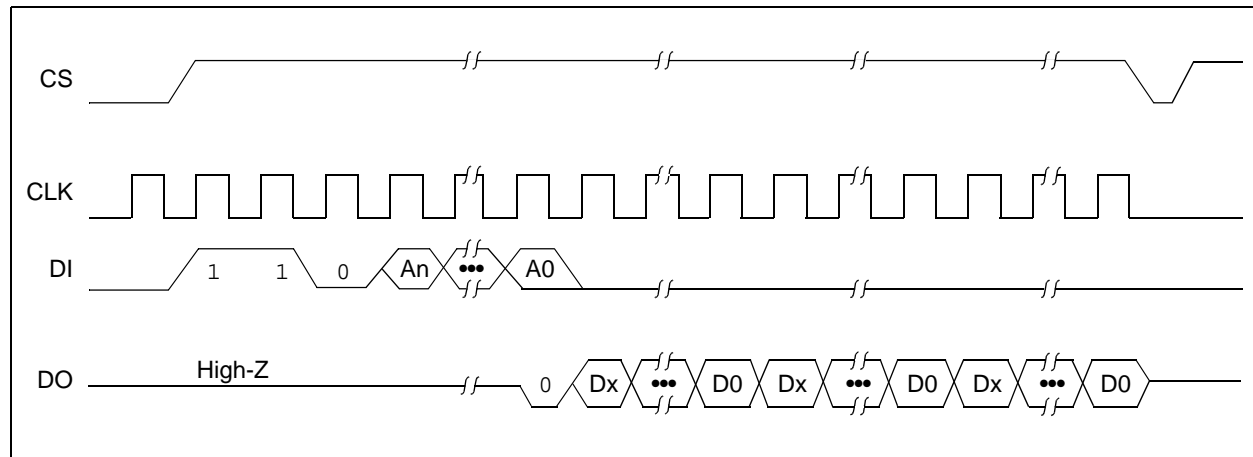 CS
CLK
DI 1 1 0 An ••• A0
DO High-Z 0 Dx ••• D0 Dx ••• D0 Dx ••• D0